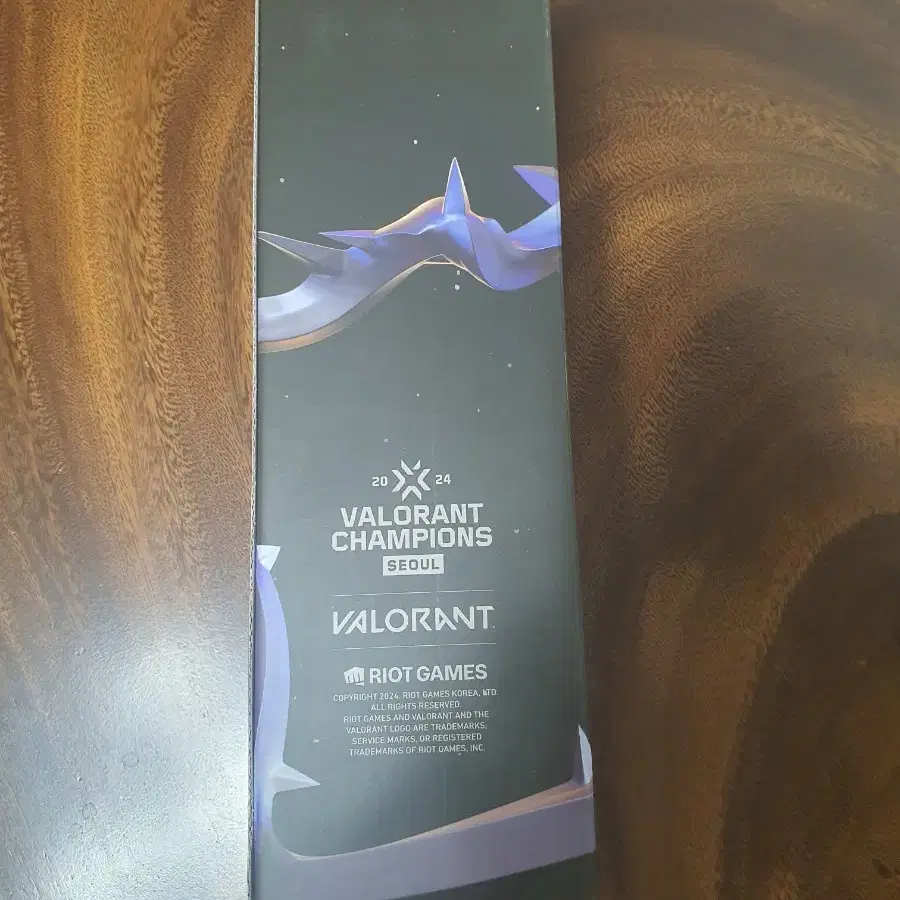 20 24
VALORANT
CHAMPIONS
SEOUL
VALORANT
RIOT GAMES
COPYRIGHT 2024. RIOT GAMES KOREA, LTD.
ALL RIGHTS RESERVED.
RIOT GAMES AND VALORANT AND THE
VALORANT LOGO ARE TRADEMARKS,
SERVICE MARKS, OR REGISTERED
TRADEMARKS OF RIOT GAMES, INC.